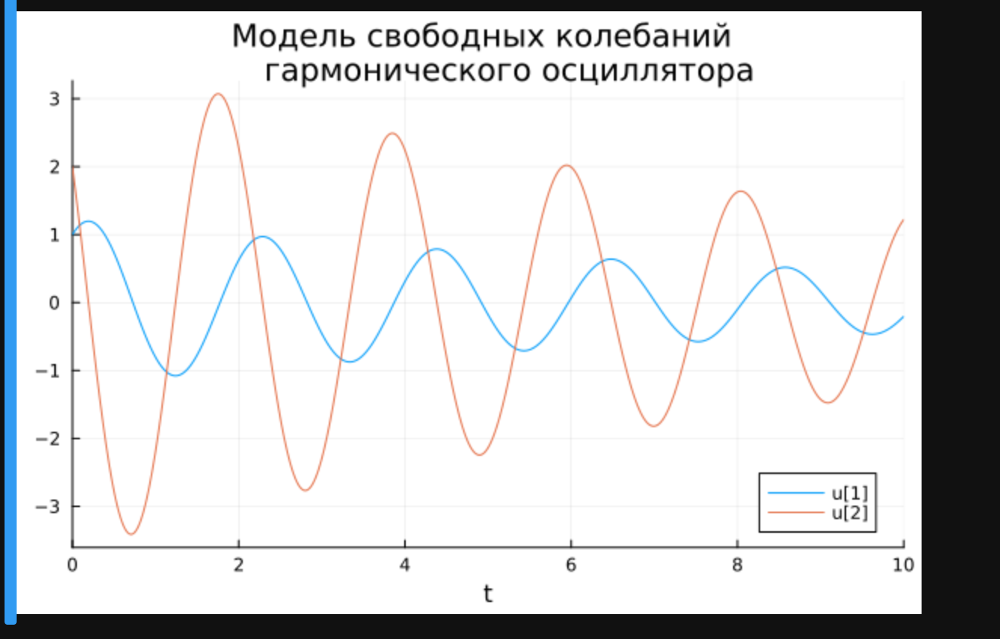 Модель свободных колебаний
гармонического осциллятора
3
2
1
0
−1
−2
−3
u[1]
u[2]
0 2 4 6 8 10
t